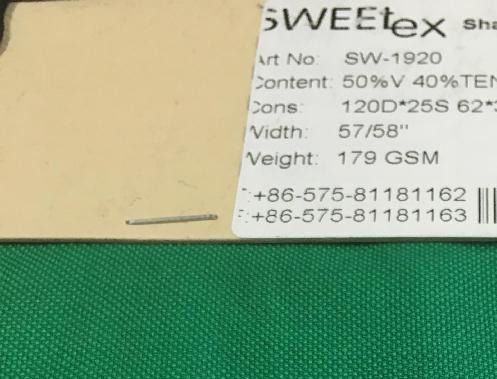 SWEEtex Sha
Art No: SW-1920
Content: 50%V 40%TEN
Cons: 120D*25S 62*
Width: 57/58"
Weight: 179 GSM
:+86-575-81181162
:+86-575-81181163